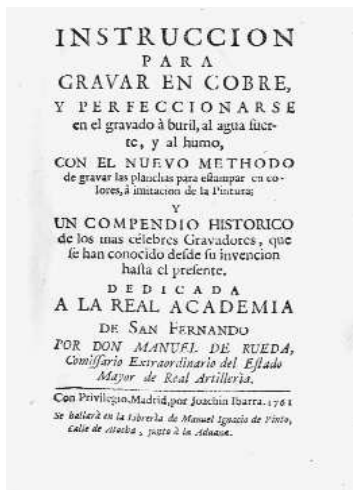 INSTRUCCION
PARA
GRAVAR EN COBRE,
Y PERFECCIONARSE
en el gravado à buril, al agua fuer-
te, y al humo,
CON EL NUEVO METHODO
de gravar las planchas para eſtampar en co-
lores, à imitacion de la Pintura;
Y
UN COMPENDIO HISTORICO
de los mas célebres Gravadores, que
ſe han conocido deſde ſu invencion
haſta el preſente.
DEDICADA
A LA REAL ACADEMIA
DE SAN FERNANDO
POR DON MANUEL DE RUEDA,
Comiſſario Extraordinario del Eſtado
Mayor de Real Artillerìa.
Con Privilegio. Madrid, por Joachin Ibarra. 1761
Se hallarà en la Librerìa de Manuel Ignacio de Pinto,
Calle de Atocha, junto à la Aduana.